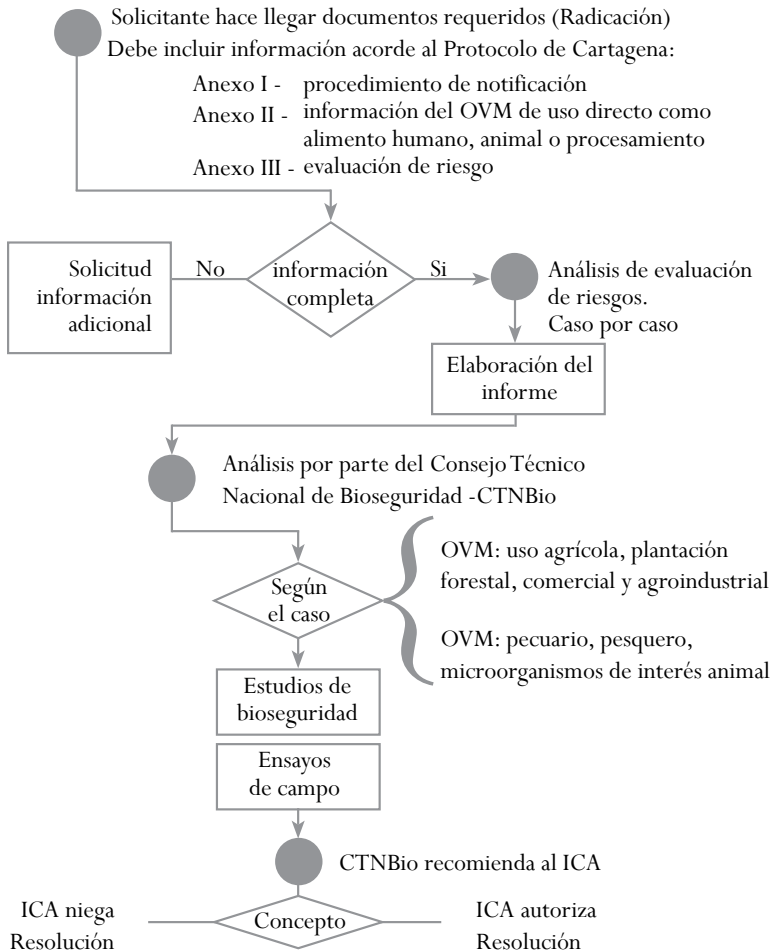 Solicitante hace llegar documentos requeridos (Radicación)
Debe incluir información acorde al Protocolo de Cartagena:
Anexo I - procedimiento de notificación
Anexo II - información del OVM de uso directo como
alimento humano, animal o procesamiento
Anexo III - evaluación de riesgo
Solicitud
información
adicional
No
información
completa
Si
Análisis de evaluación
de riesgos.
Caso por caso
Elaboración del
informe
Análisis por parte del Consejo Técnico
Nacional de Bioseguridad -CTNBio
Según
el caso
OVM: uso agrícola, plantación
forestal, comercial y agroindustrial
OVM: pecuario, pesquero,
microorganismos de interés animal
Estudios de
bioseguridad
Ensayos
de campo
CTNBio recomienda al ICA
ICA niega
Resolución
Concepto
ICA autoriza
Resolución